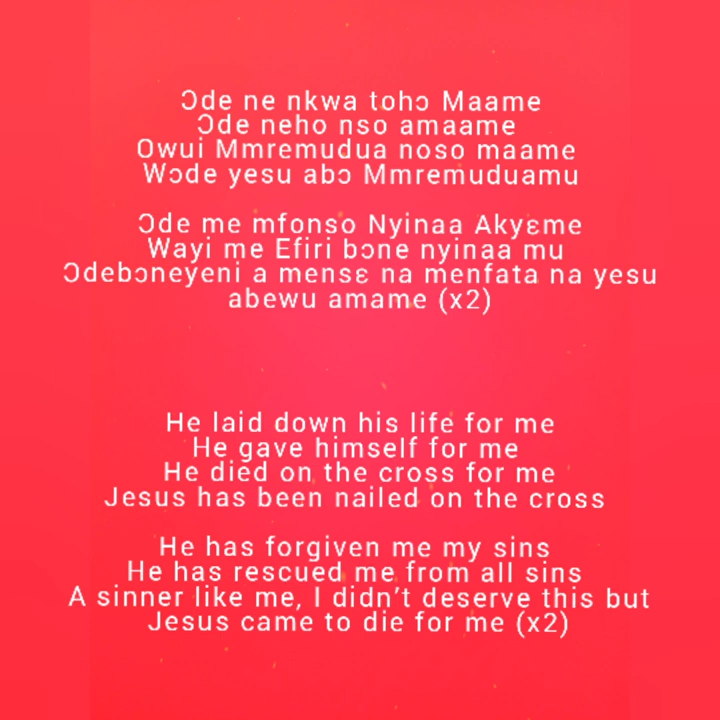 Ɔde ne nkwa tohɔ Maame
Ɔde neho nso amaame
Owui Mmremudua noso maame
Wɔde yesu abɔ Mmremuduamu
Ɔde me mfonso Nyinaa Akyɛme
Wayi me Efiri bɔne nyinaa mu
Ɔdebɔneyeni a mensɛ na menfata na yesu
abewu amame (x2)
He laid down his life for me
He gave himself for me
He died on the cross for me
Jesus has been nailed on the cross
He has forgiven me my sins
He has rescued me from all sins
A sinner like me, I didn't deserve this but
Jesus came to die for me (x2)